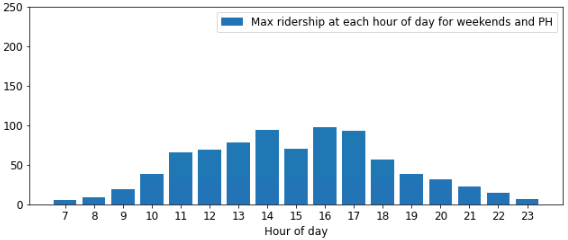 250
Max ridership at each hour of day for weekends and PH
200
150
100
50
0
7 8 9 10 11 12 13 14 15 16 17 18 19 20 21 22 23
Hour of day